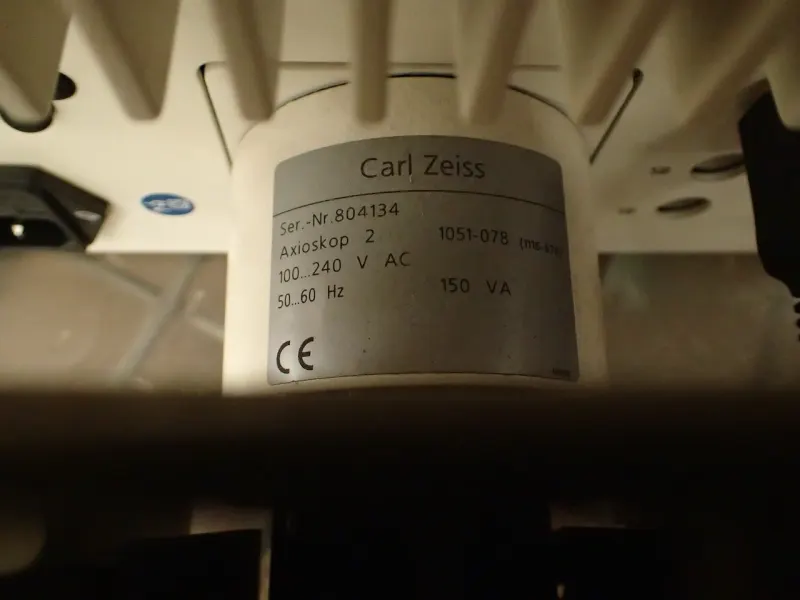 Carl Zeiss
Ser.-Nr.804134
Axioskop 2 1051-078
100...240 V AC
50...60 Hz 150 VA
CE